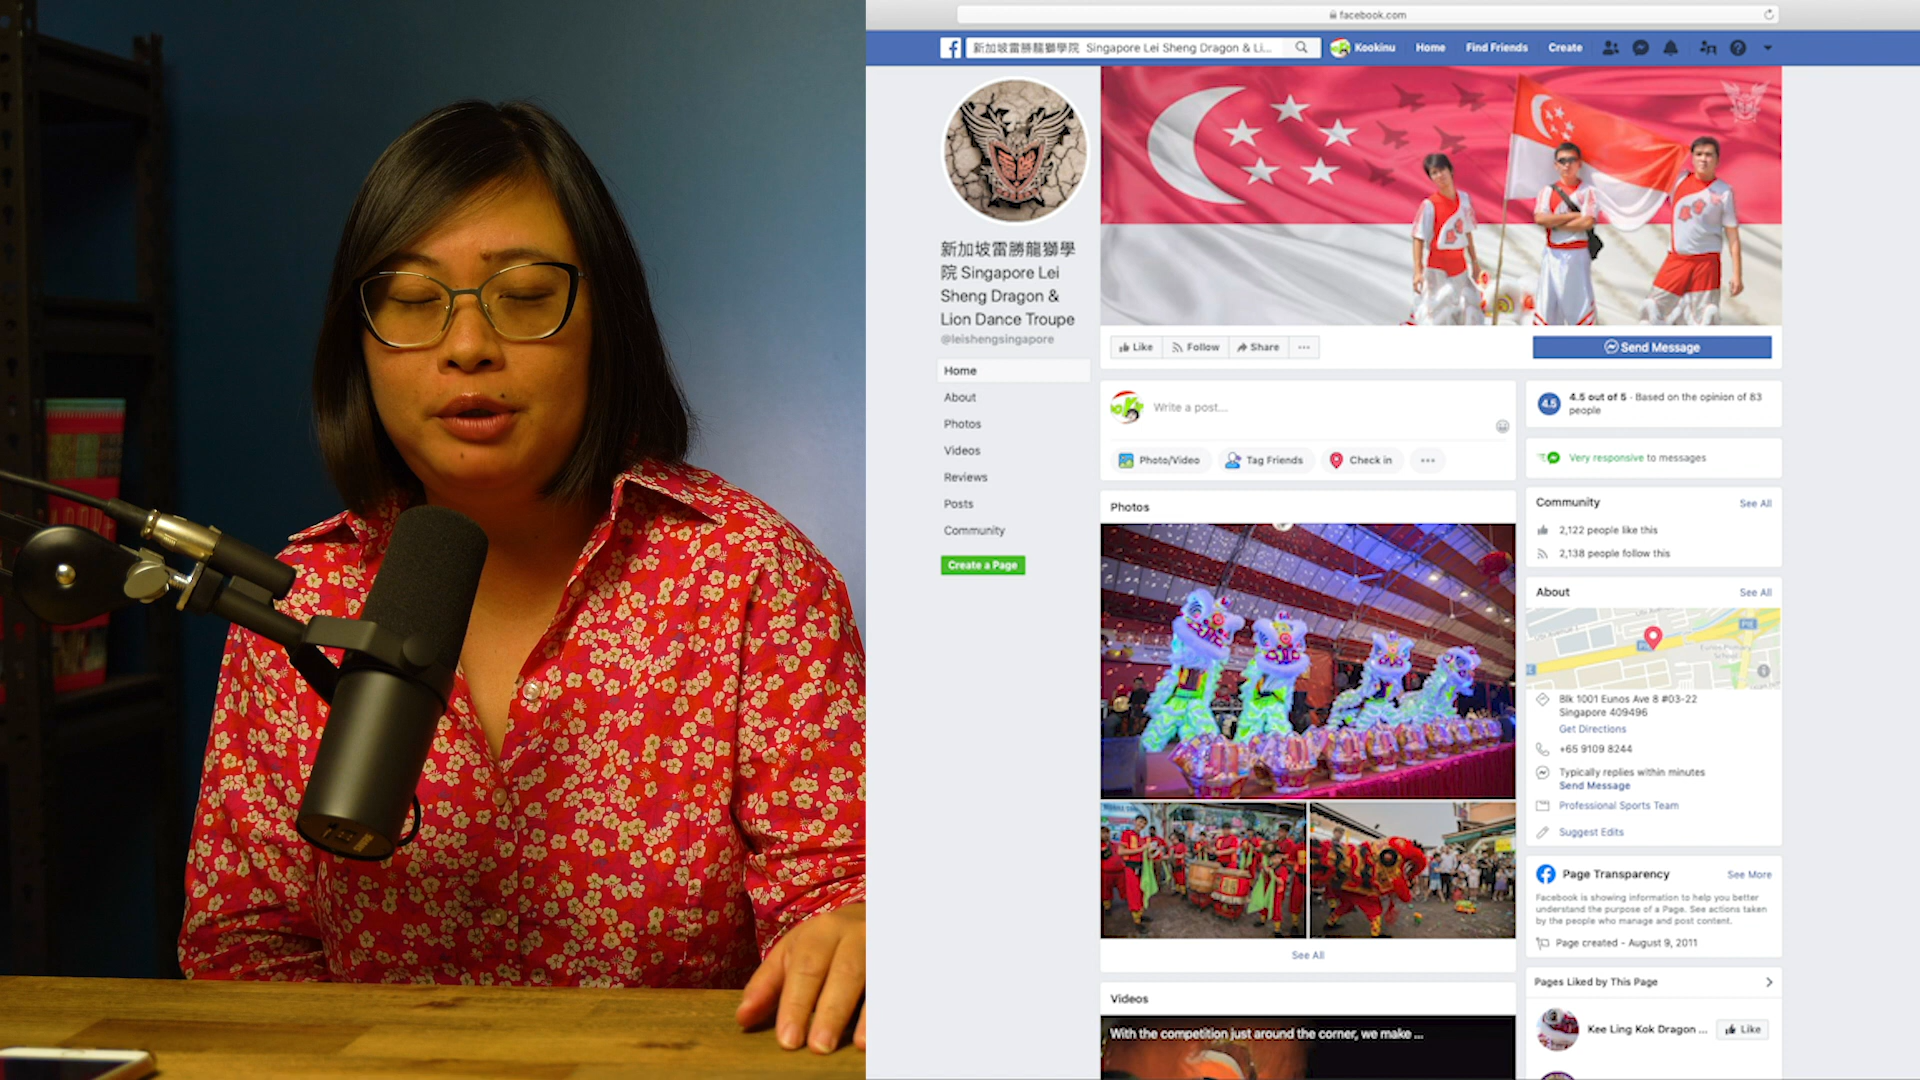 facebook.com
新加坡雷勝龍獅學院 Singapore Lei Sheng Dragon & Li...
Kookinu
Home
Find Friends
Create
新加坡雷勝龍獅學
院 Singapore Lei
Sheng Dragon &
Lion Dance Troupe
@leishengsingapore
Home
About
Photos
Videos
Reviews
Posts
Community
Create a Page
Like
Follow
Share
Send Message
Write a post...
Photo/Video
Tag Friends
Check in
Photos
See All
Videos
With the competition just around the corner, we make ...
4.5
4.5 out of 5 · Based on the opinion of 83
people
Very responsive to messages
Community
See All
2,122 people like this
2,138 people follow this
About
See All
PIE
PIE
Eunos Primary
School
Blk 1001 Eunos Ave 8 #03-22
Singapore 409496
Get Directions
+65 9109 8244
Typically replies within minutes
Send Message
Professional Sports Team
Suggest Edits
Page Transparency
See More
Facebook is showing information to help you better
understand the purpose of a Page. See actions taken
by the people who manage and post content.
Page created - August 9, 2011
Pages Liked by This Page
Kee Ling Kok Dragon ...
Like